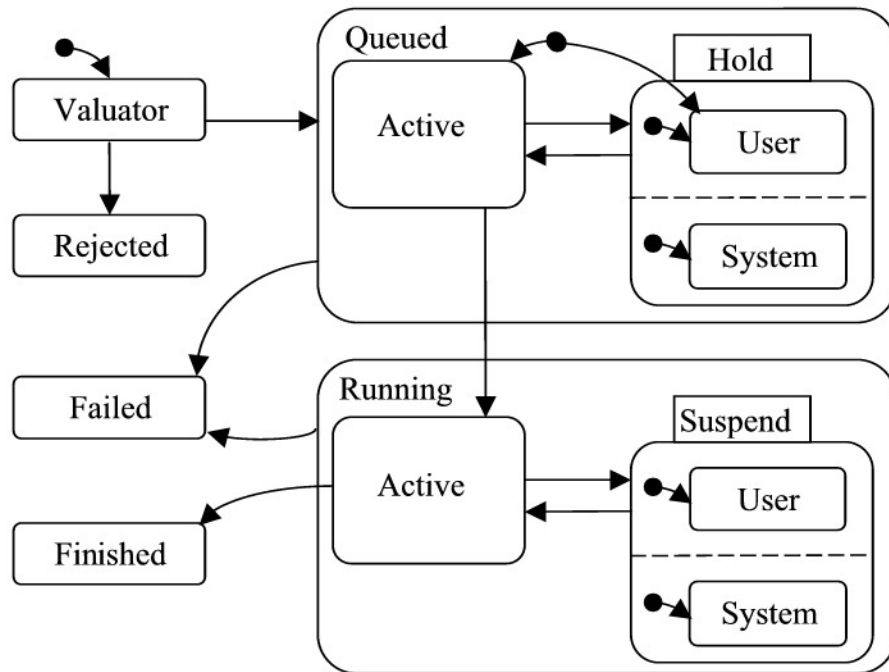 Queued
Hold
Valuator
Active
User
Rejected
System
Running
Failed
Suspend
Active
User
Finished
System